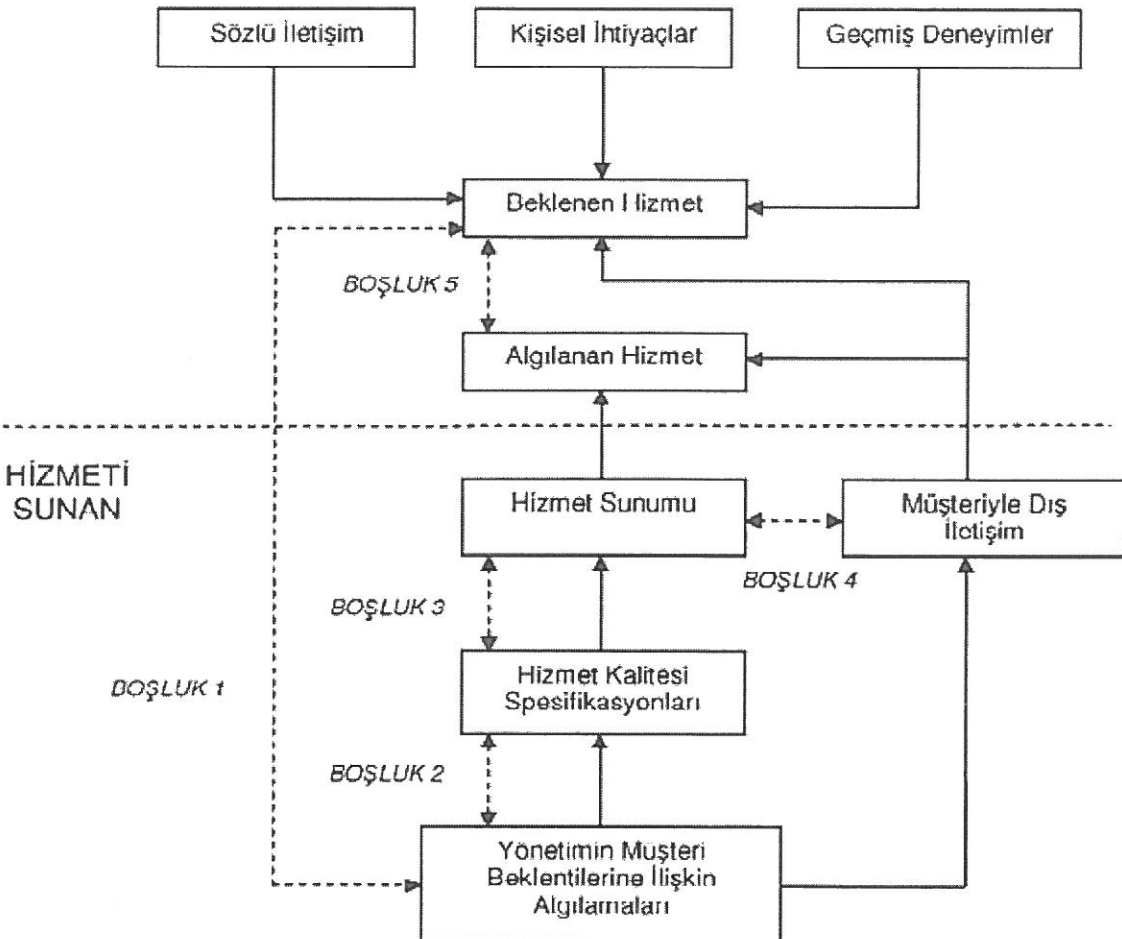 Sözlü İletişim
Kişisel İhtiyaçlar
Geçmiş Deneyimler
Beklenen Hizmet
BOŞLUK 5
Algılanan Hizmet
HİZMETİ
SUNAN
Hizmet Sunumu
Müşteriyle Dış
İletişim
BOŞLUK 4
BOŞLUK 3
Hizmet Kalitesi
Spesifikasyonları
BOŞLUK 1
BOŞLUK 2
Yönetimin Müşteri
Beklentilerine İlişkin
Algılamaları